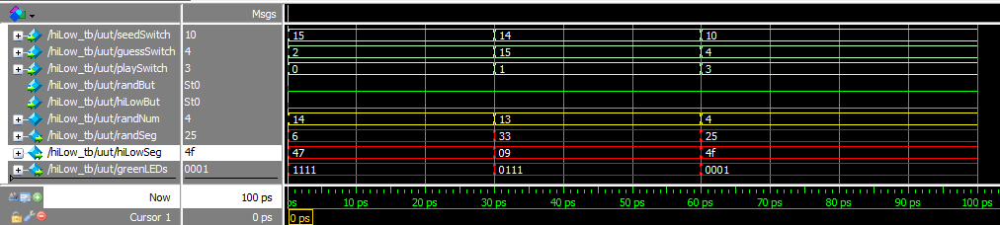 Msgs
/hiLow_tb/uut/seedSwitch 10 15 14 10
/hiLow_tb/uut/guessSwitch 4 2 15 4
/hiLow_tb/uut/playSwitch 3 0 1 3
/hiLow_tb/uut/randBut St0
/hiLow_tb/uut/hiLowBut St0
/hiLow_tb/uut/randNum 4 14 13 4
/hiLow_tb/uut/randSeg 25 6 33 25
/hiLow_tb/uut/hiLowSeg 4f 47 09 4f
/hiLow_tb/uut/greenLEDs 0001 1111 0111 0001
Now 100 ps ps 10 ps 20 ps 30 ps 40 ps 50 ps 60 ps 70 ps 80 ps 90 ps 100 ps
Cursor 1 0 ps 0 ps